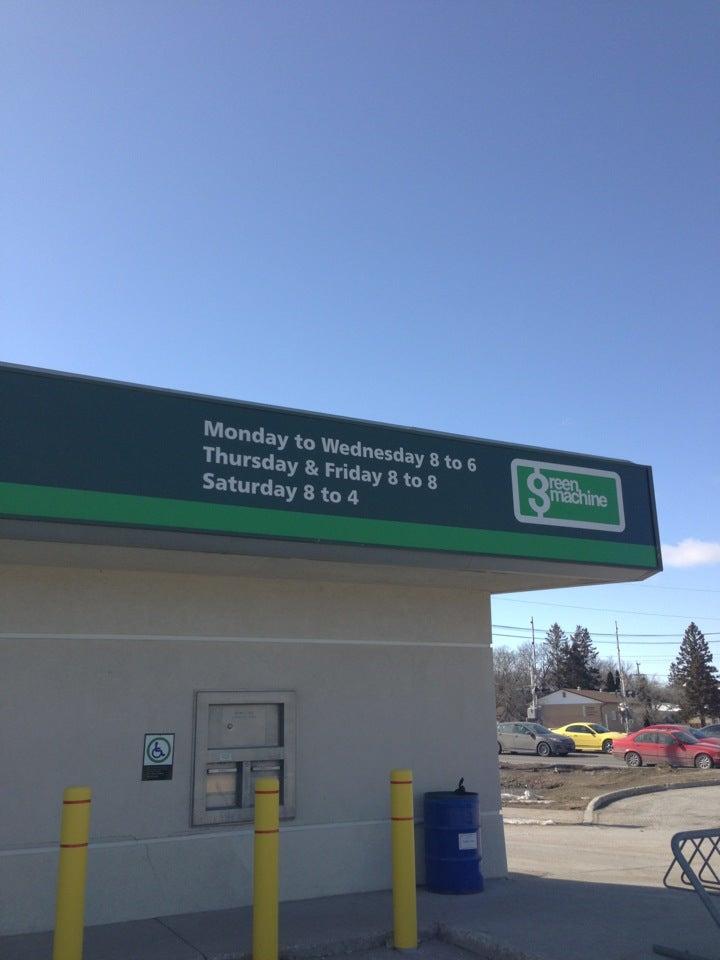 Monday to Wednesday 8 to 6
Thursday & Friday 8 to 8
Saturday 8 to 4
green
machine